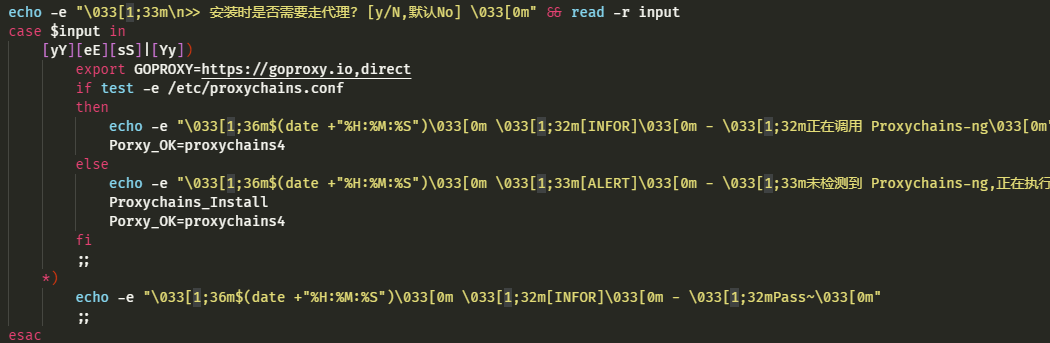 echo -e "\033[1;33m\n>> 安装时是否需要走代理? [y/N,默认No] \033[0m" && read -r input
case $input in
[yY][eE][sS]|[Yy])
export GOPROXY=https://goproxy.io,direct
if test -e /etc/proxychains.conf
then
echo -e "\033[1;36m$(date +"%H:%M:%S")\033[0m \033[1;32m[INFOR]\033[0m - \033[1;32m正在调用 Proxychains-ng\033[0m"
Porxy_OK=proxychains4
else
echo -e "\033[1;36m$(date +"%H:%M:%S")\033[0m \033[1;33m[ALERT]\033[0m - \033[1;33m未检测到 Proxychains-ng,正在执行
Proxychains_Install
Porxy_OK=proxychains4
fi
;;
*)
echo -e "\033[1;36m$(date +"%H:%M:%S")\033[0m \033[1;32m[INFOR]\033[0m - \033[1;32mPass~\033[0m"
;;
esac